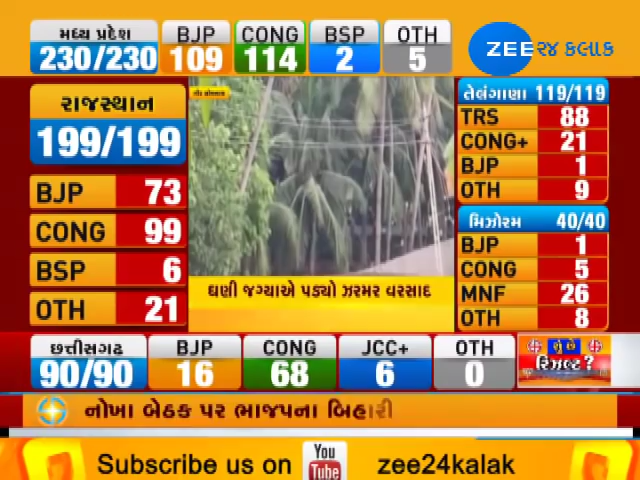 મધ્ય પ્રદેશ BJP CONG BSP OTH
230/230 109 114 2 5
ZEE ૨૪ કલાક
રાજસ્થાન
199/199
BJP 73
CONG 99
BSP 6
OTH 21
ઘણી જગ્યાએ પડ્યો ઝરમર વરસાદ
તેલંગાણા 119/119
TRS 88
CONG+ 21
BJP 1
OTH 9
મિઝોરમ 40/40
BJP 1
CONG 5
MNF 26
OTH 8
છત્તીસગઢ BJP CONG JCC+ OTH
90/90 16 68 6 0
રિઝલ્ટ?
નોખા બેઠક પર ભાજપના બિહારી
Subscribe us on You Tube zee24kalak